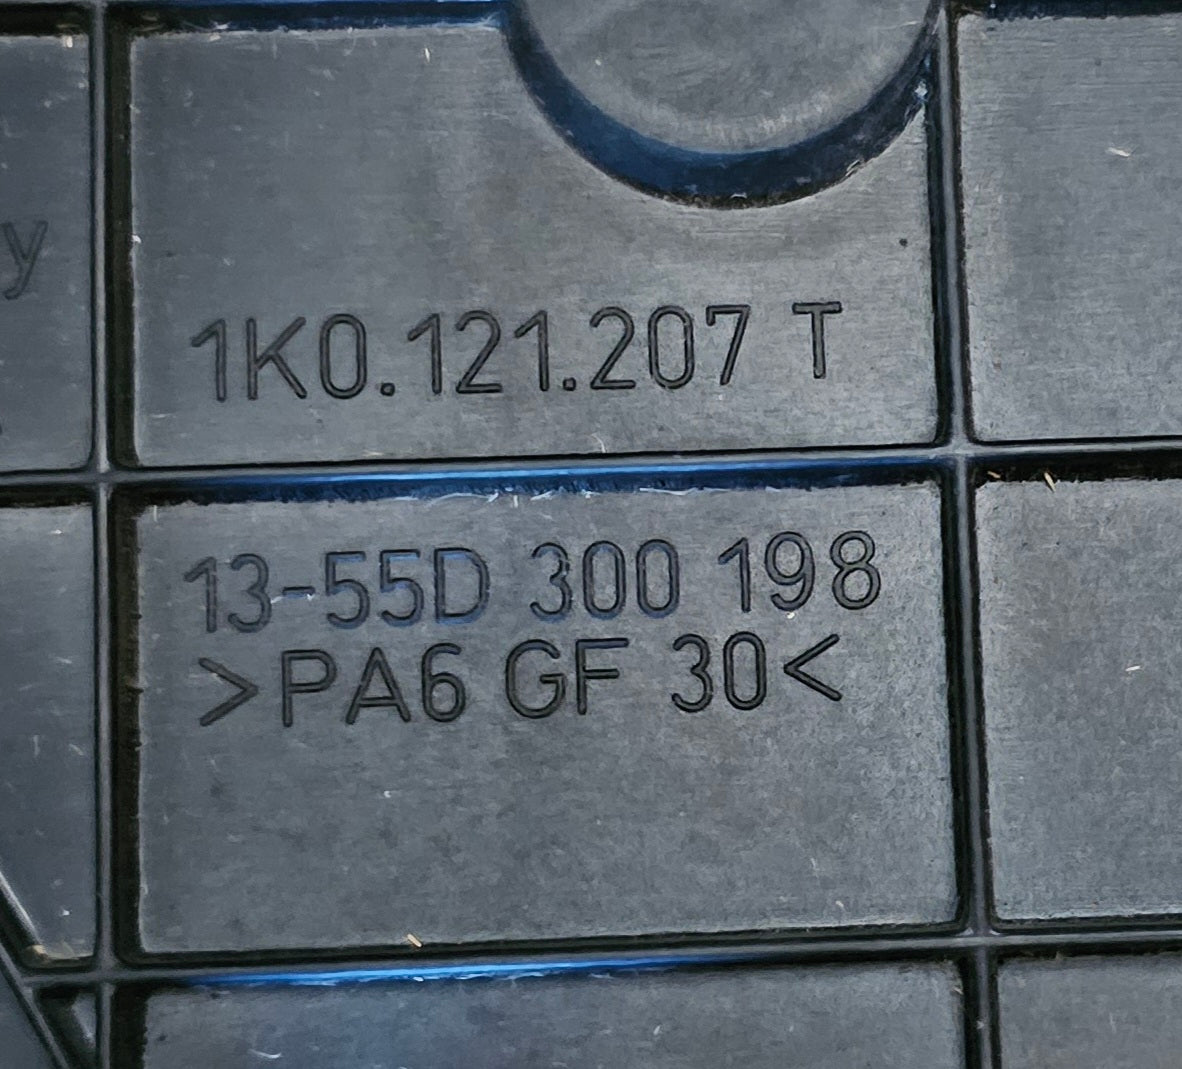 y
1K0.121.207 T
13-55D 300 198
>PA6 GF 30<